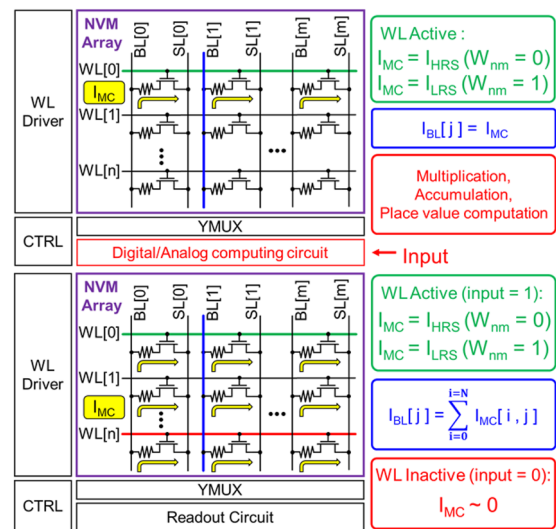 NVM
Array
BL[0]
SL[0]
BL[1]
SL[1]
BL[m]
SL[m]
WL[0]
I_MC
WL[1]
WL[n]
WL
Driver
CTRL
YMUX
Digital/Analog computing circuit
Input
WL Active :
I_MC = I_HRS (W_nm = 0)
I_MC = I_LRS (W_nm = 1)
I_BL[ j ] = I_MC
Multiplication,
Accumulation,
Place value computation
NVM
Array
BL[0]
SL[0]
BL[1]
SL[1]
BL[m]
SL[m]
WL[0]
WL[1]
I_MC
WL[n]
WL
Driver
CTRL
YMUX
Readout Circuit
WL Active (input = 1):
I_MC = I_HRS (W_nm = 0)
I_MC = I_LRS (W_nm = 1)
i=N
I_BL[ j ] = ∑ I_MC[ i , j ]
i=0
WL Inactive (input = 0):
I_MC ~ 0